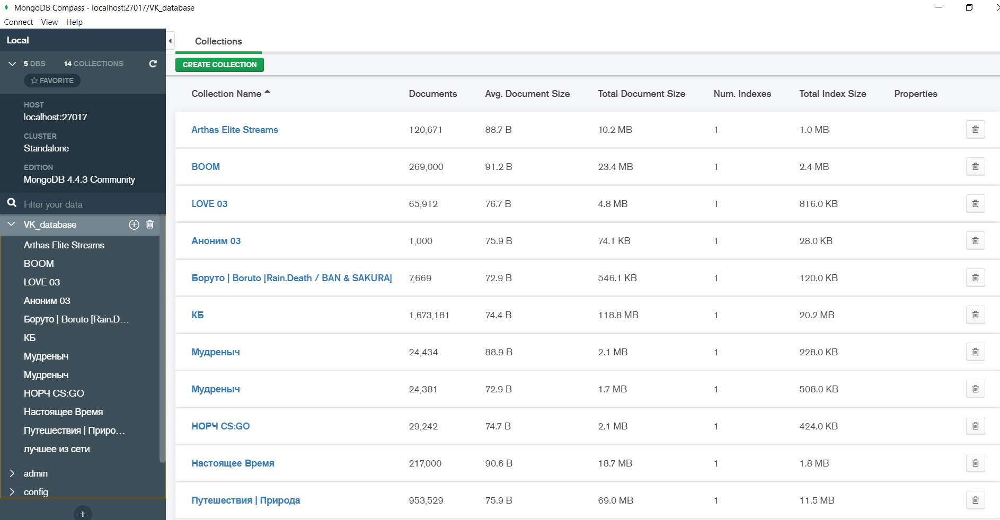 MongoDB Compass - localhost:27017/VK_database
Connect View Help
Local
5 DBS 14 COLLECTIONS
FAVORITE
HOST
localhost:27017
CLUSTER
Standalone
EDITION
MongoDB 4.4.3 Community
Filter your data
VK_database
Arthas Elite Streams
BOOM
LOVE 03
Аноним 03
Боруто | Boruto [Rain.D...
КБ
Мудреныч
Мудреныч
НОРЧ CS:GO
Настоящее Время
Путешествия | Приро...
лучшее из сети
admin
config
+
Collections
CREATE COLLECTION
Collection Name Documents Avg. Document Size Total Document Size Num. Indexes Total Index Size Properties
Arthas Elite Streams 120,671 88.7 B 10.2 MB 1 1.0 MB
BOOM 269,000 91.2 B 23.4 MB 1 2.4 MB
LOVE 03 65,912 76.7 B 4.8 MB 1 816.0 KB
Аноним 03 1,000 75.9 B 74.1 KB 1 28.0 KB
Боруто | Boruto [Rain.Death / BAN & SAKURA] 7,669 72.9 B 546.1 KB 1 120.0 KB
КБ 1,673,181 74.4 B 118.8 MB 1 20.2 MB
Мудреныч 24,434 88.9 B 2.1 MB 1 228.0 KB
Мудреныч 24,381 72.9 B 1.7 MB 1 508.0 KB
НОРЧ CS:GO 29,242 74.7 B 2.1 MB 1 424.0 KB
Настоящее Время 217,000 90.6 B 18.7 MB 1 1.8 MB
Путешествия | Природа 953,529 75.9 B 69.0 MB 1 11.5 MB